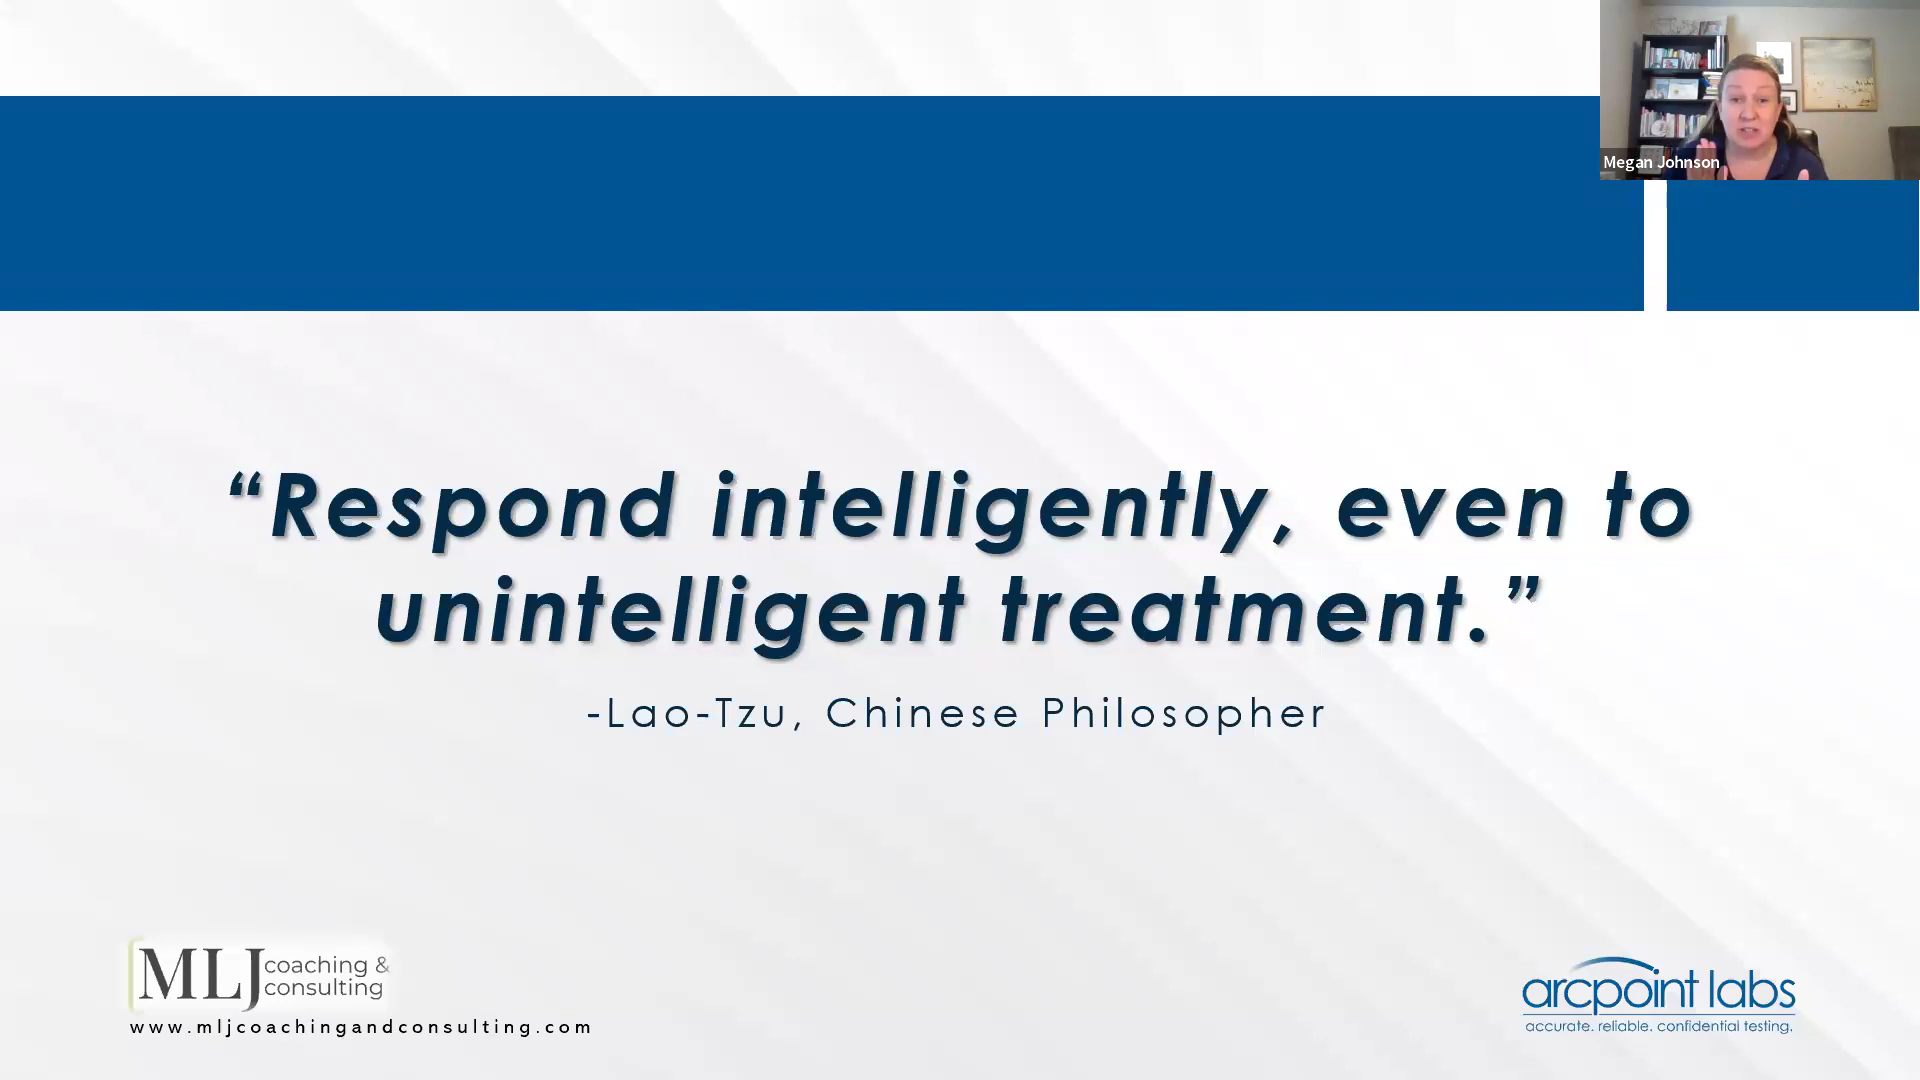 Megan Johnson
“Respond intelligently, even to
unintelligent treatment.”
-Lao-Tzu, Chinese Philosopher
MLJ coaching &
consulting
www.mljcoachingandconsulting.com
arcpoint labs
accurate. reliable. confidential testing.